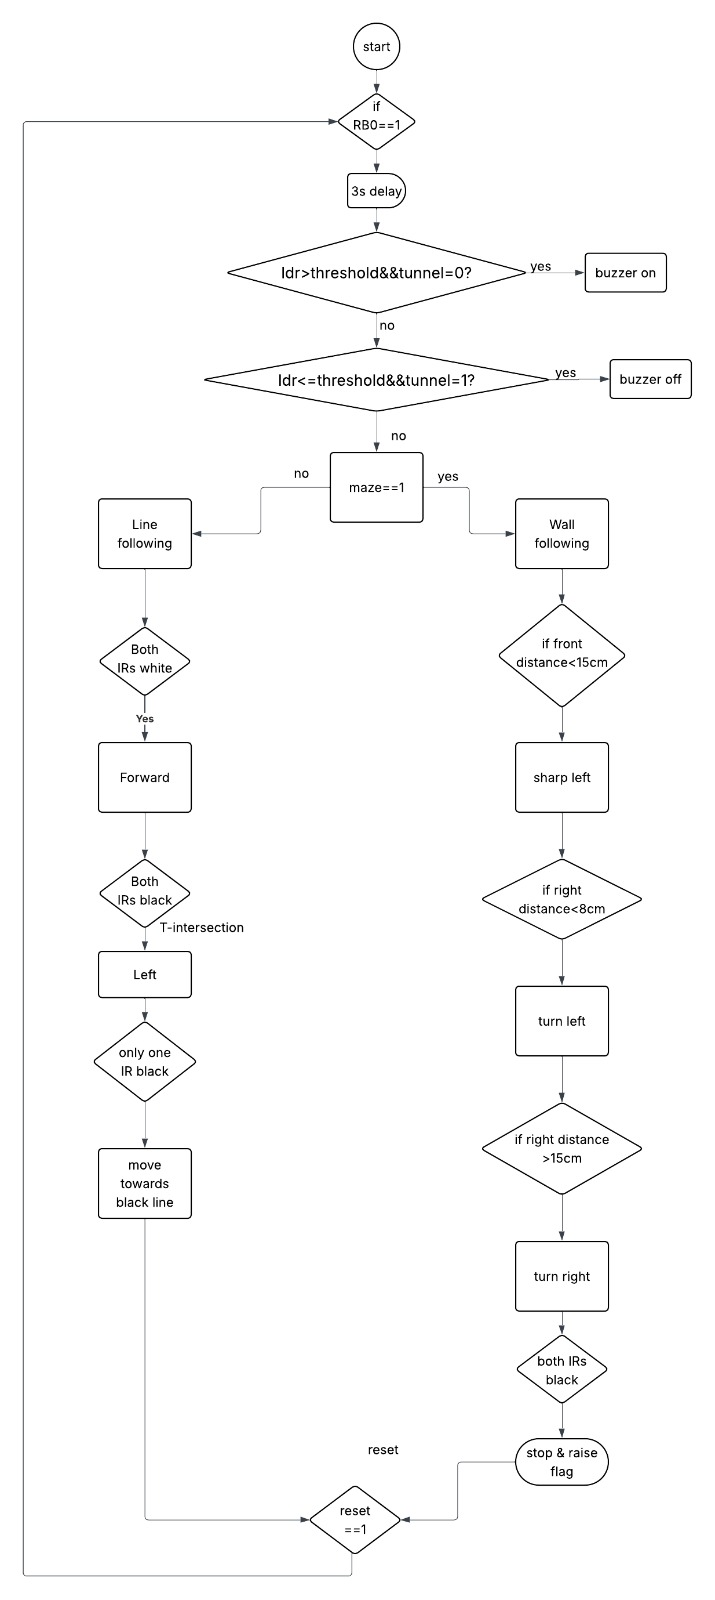 start
if
RB0==1
3s delay
ldr>threshold&&tunnel=0?
yes
buzzer on
no
ldr<=threshold&&tunnel=1?
yes
buzzer off
no
maze==1
no
yes
Line
following
Wall
following
Both
IRs white
if front
distance<15cm
Yes
Forward
sharp left
Both
IRs black
T-intersection
if right
distance<8cm
Left
turn left
only one
IR black
if right distance
>15cm
move
towards
black line
turn right
both IRs
black
stop & raise
flag
reset
reset
==1